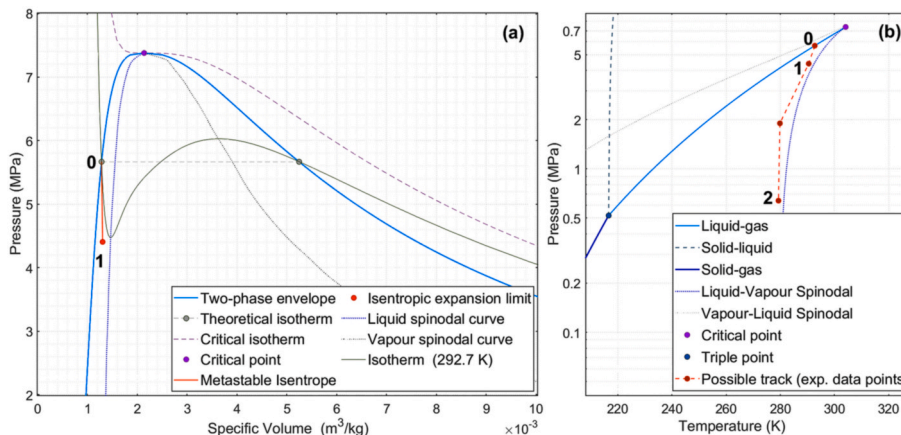 (a)
8
7
6
5
4
3
2
Pressure (MPa)
0
1
Two-phase envelope
Theoretical isotherm
Critical isotherm
Critical point
Metastable Isentrope
Isentropic expansion limit
Liquid spinodal curve
Vapour spinodal curve
Isotherm (292.7 K)
0 1 2 3 4 5 6 7 8 9 10
Specific Volume (m³/kg)
×10⁻³
(b)
0.7
5
2
1
0.5
0.1
Pressure (MPa)
0
1
2
Liquid-gas
Solid-liquid
Solid-gas
Liquid-Vapour Spinodal
Vapour-Liquid Spinodal
Critical point
Triple point
Possible track (exp. data points
220 240 260 280 300 320
Temperature (K)